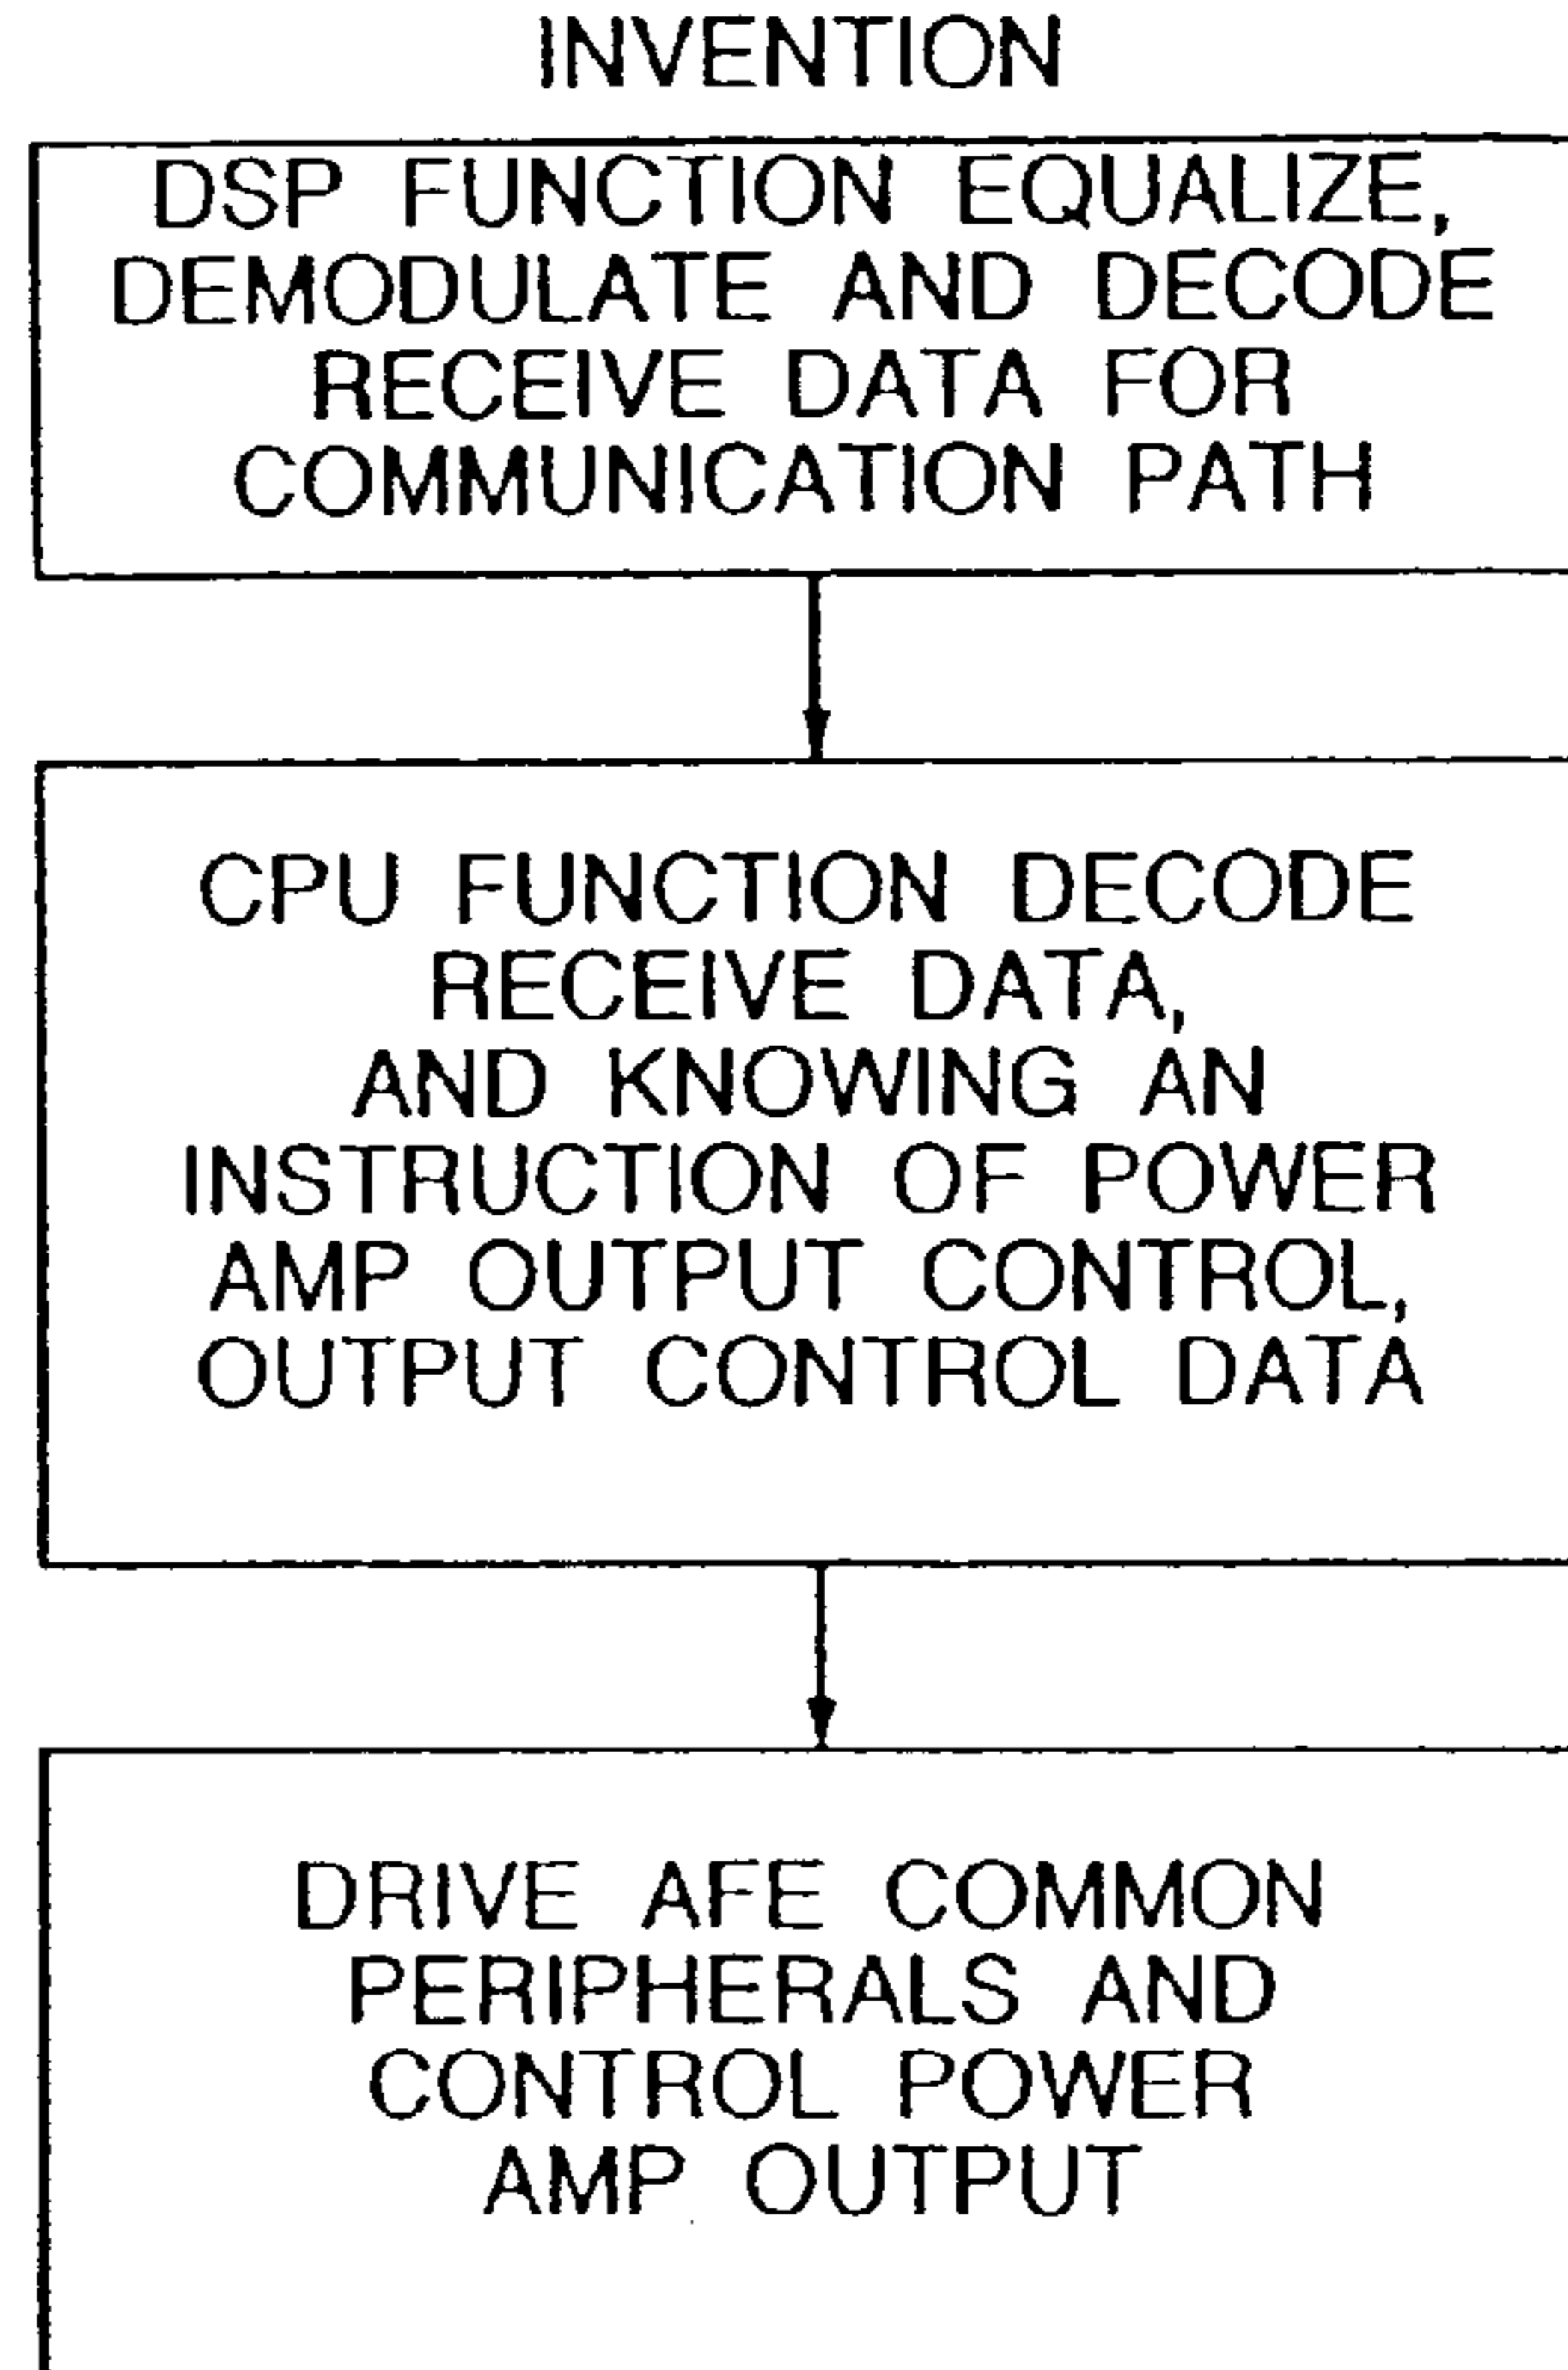 INVENTION
DSP FUNCTION EQUALIZE,
DEMODULATE AND DECODE
RECEIVE DATA FOR
COMMUNICATION PATH
CPU FUNCTION DECODE
RECEIVE DATA,
AND KNOWING AN
INSTRUCTION OF POWER
AMP OUTPUT CONTROL,
OUTPUT CONTROL DATA
DRIVE AFE COMMON
PERIPHERALS AND
CONTROL POWER
AMP OUTPUT